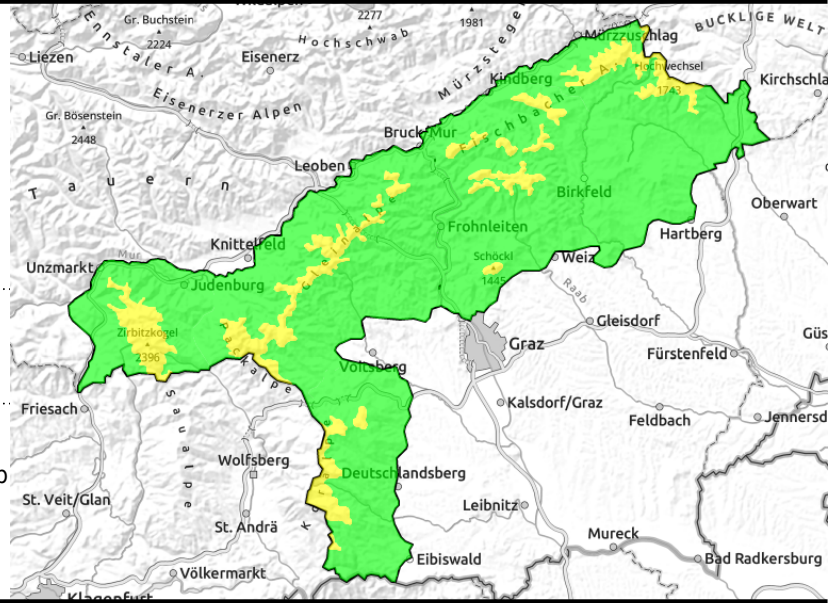 Gr. Buchstein
2224
2277
1981
BUCKLIGE WELT
Ennstaler A.
Hochschwab
Mürzstege
Liezen
Eisenerz
Mürzzuschlag
Hochwechsel
1743
Kirchschla
Kindberg
Eisenerzer Alpen
Gr. Bösenstein
2448
Fischbacher A.
Bruck/Mur
Leoben
Tauern
Birkfeld
Oberwart
Gleinalpe
Frohnleiten
Hartberg
Knittelfeld
Mur
Unzmarkt
Judenburg
Schöckl
1445
Weiz
Raab
Zirbitzkogel
2396
Packalpe
Graz
Gleisdorf
Güs
Fürstenfeld
Voitsberg
Friesach
Saualpe
Kalsdorf/Graz
Feldbach
Jennersd
Wolfsberg
Koralpe
Deutschlandsberg
St. Veit/Glan
St. Andrä
Leibnitz
Mureck
Eibiswald
Bad Radkersburg
Völkermarkt
Klagenfurt